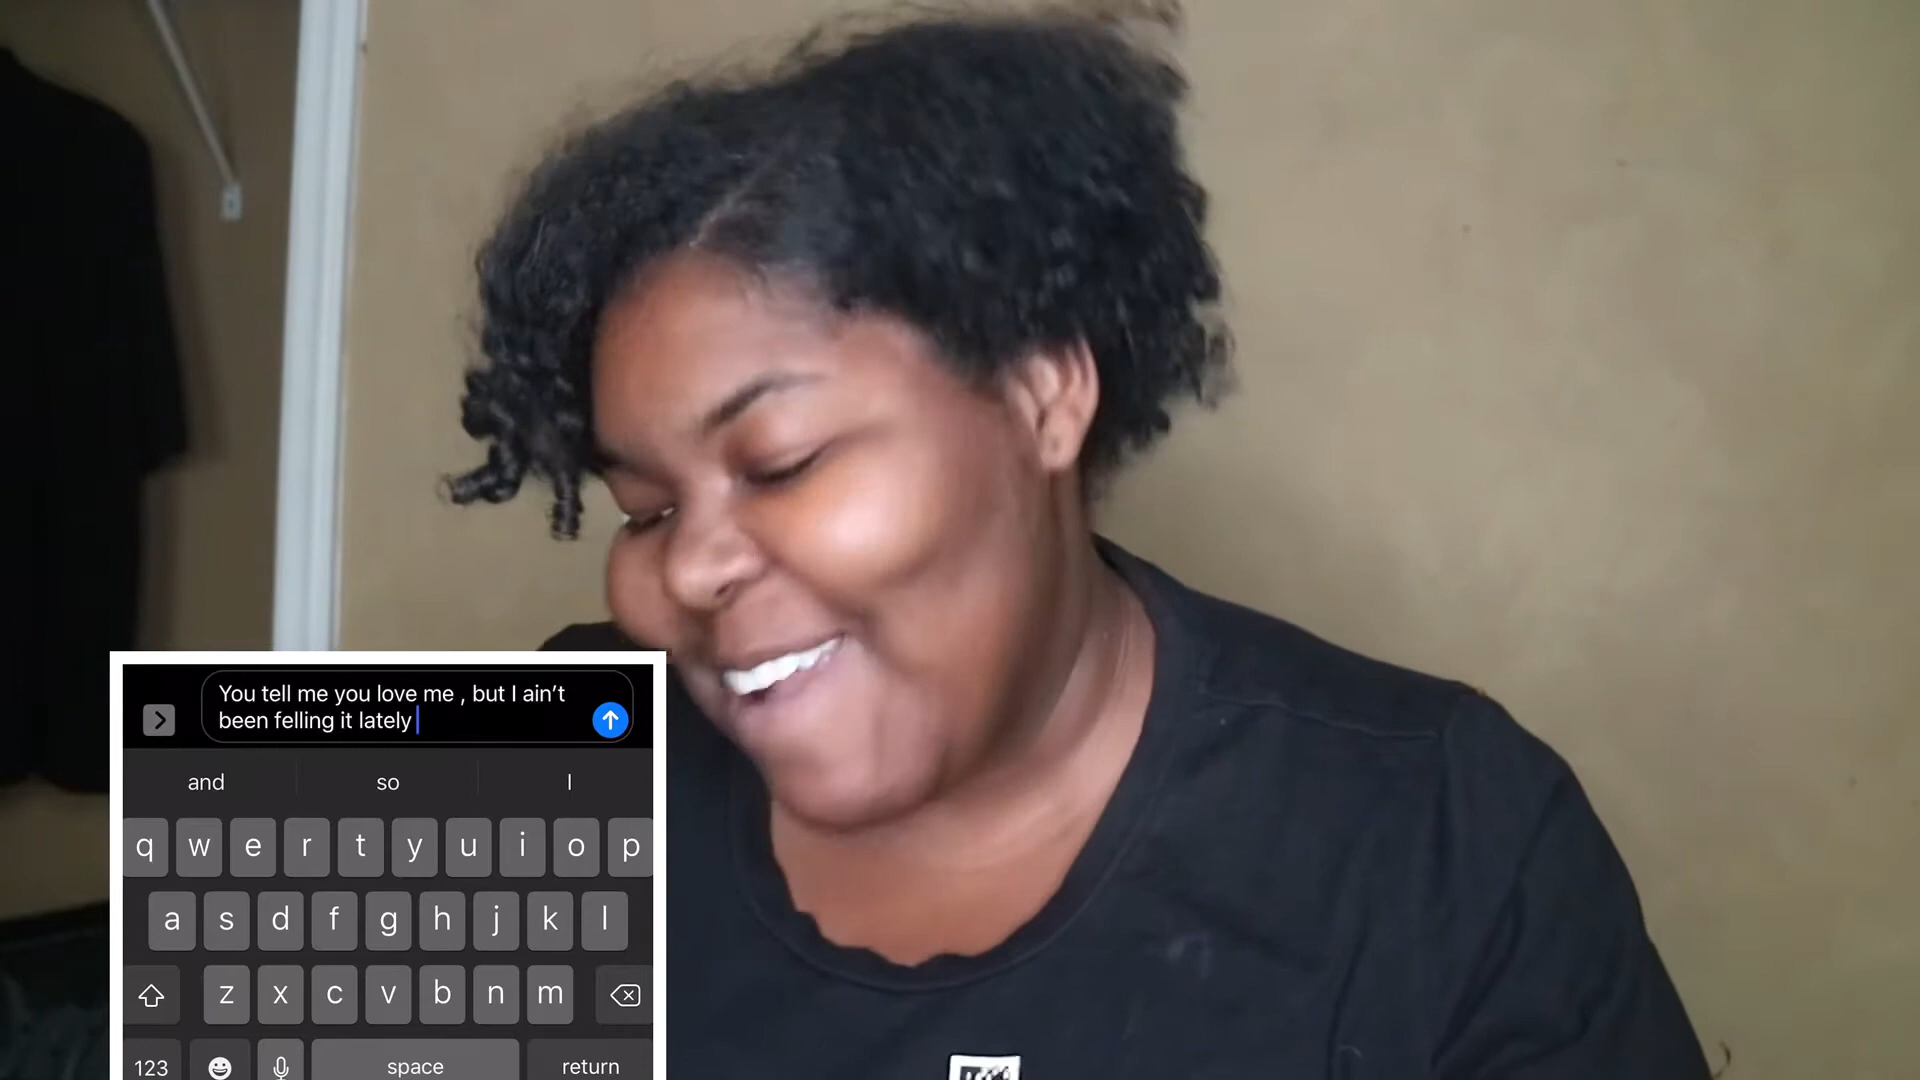 You tell me you love me , but I ain’t
been felling it lately
and so I
q w e r t y u i o p
a s d f g h j k l
z x c v b n m
123 space return